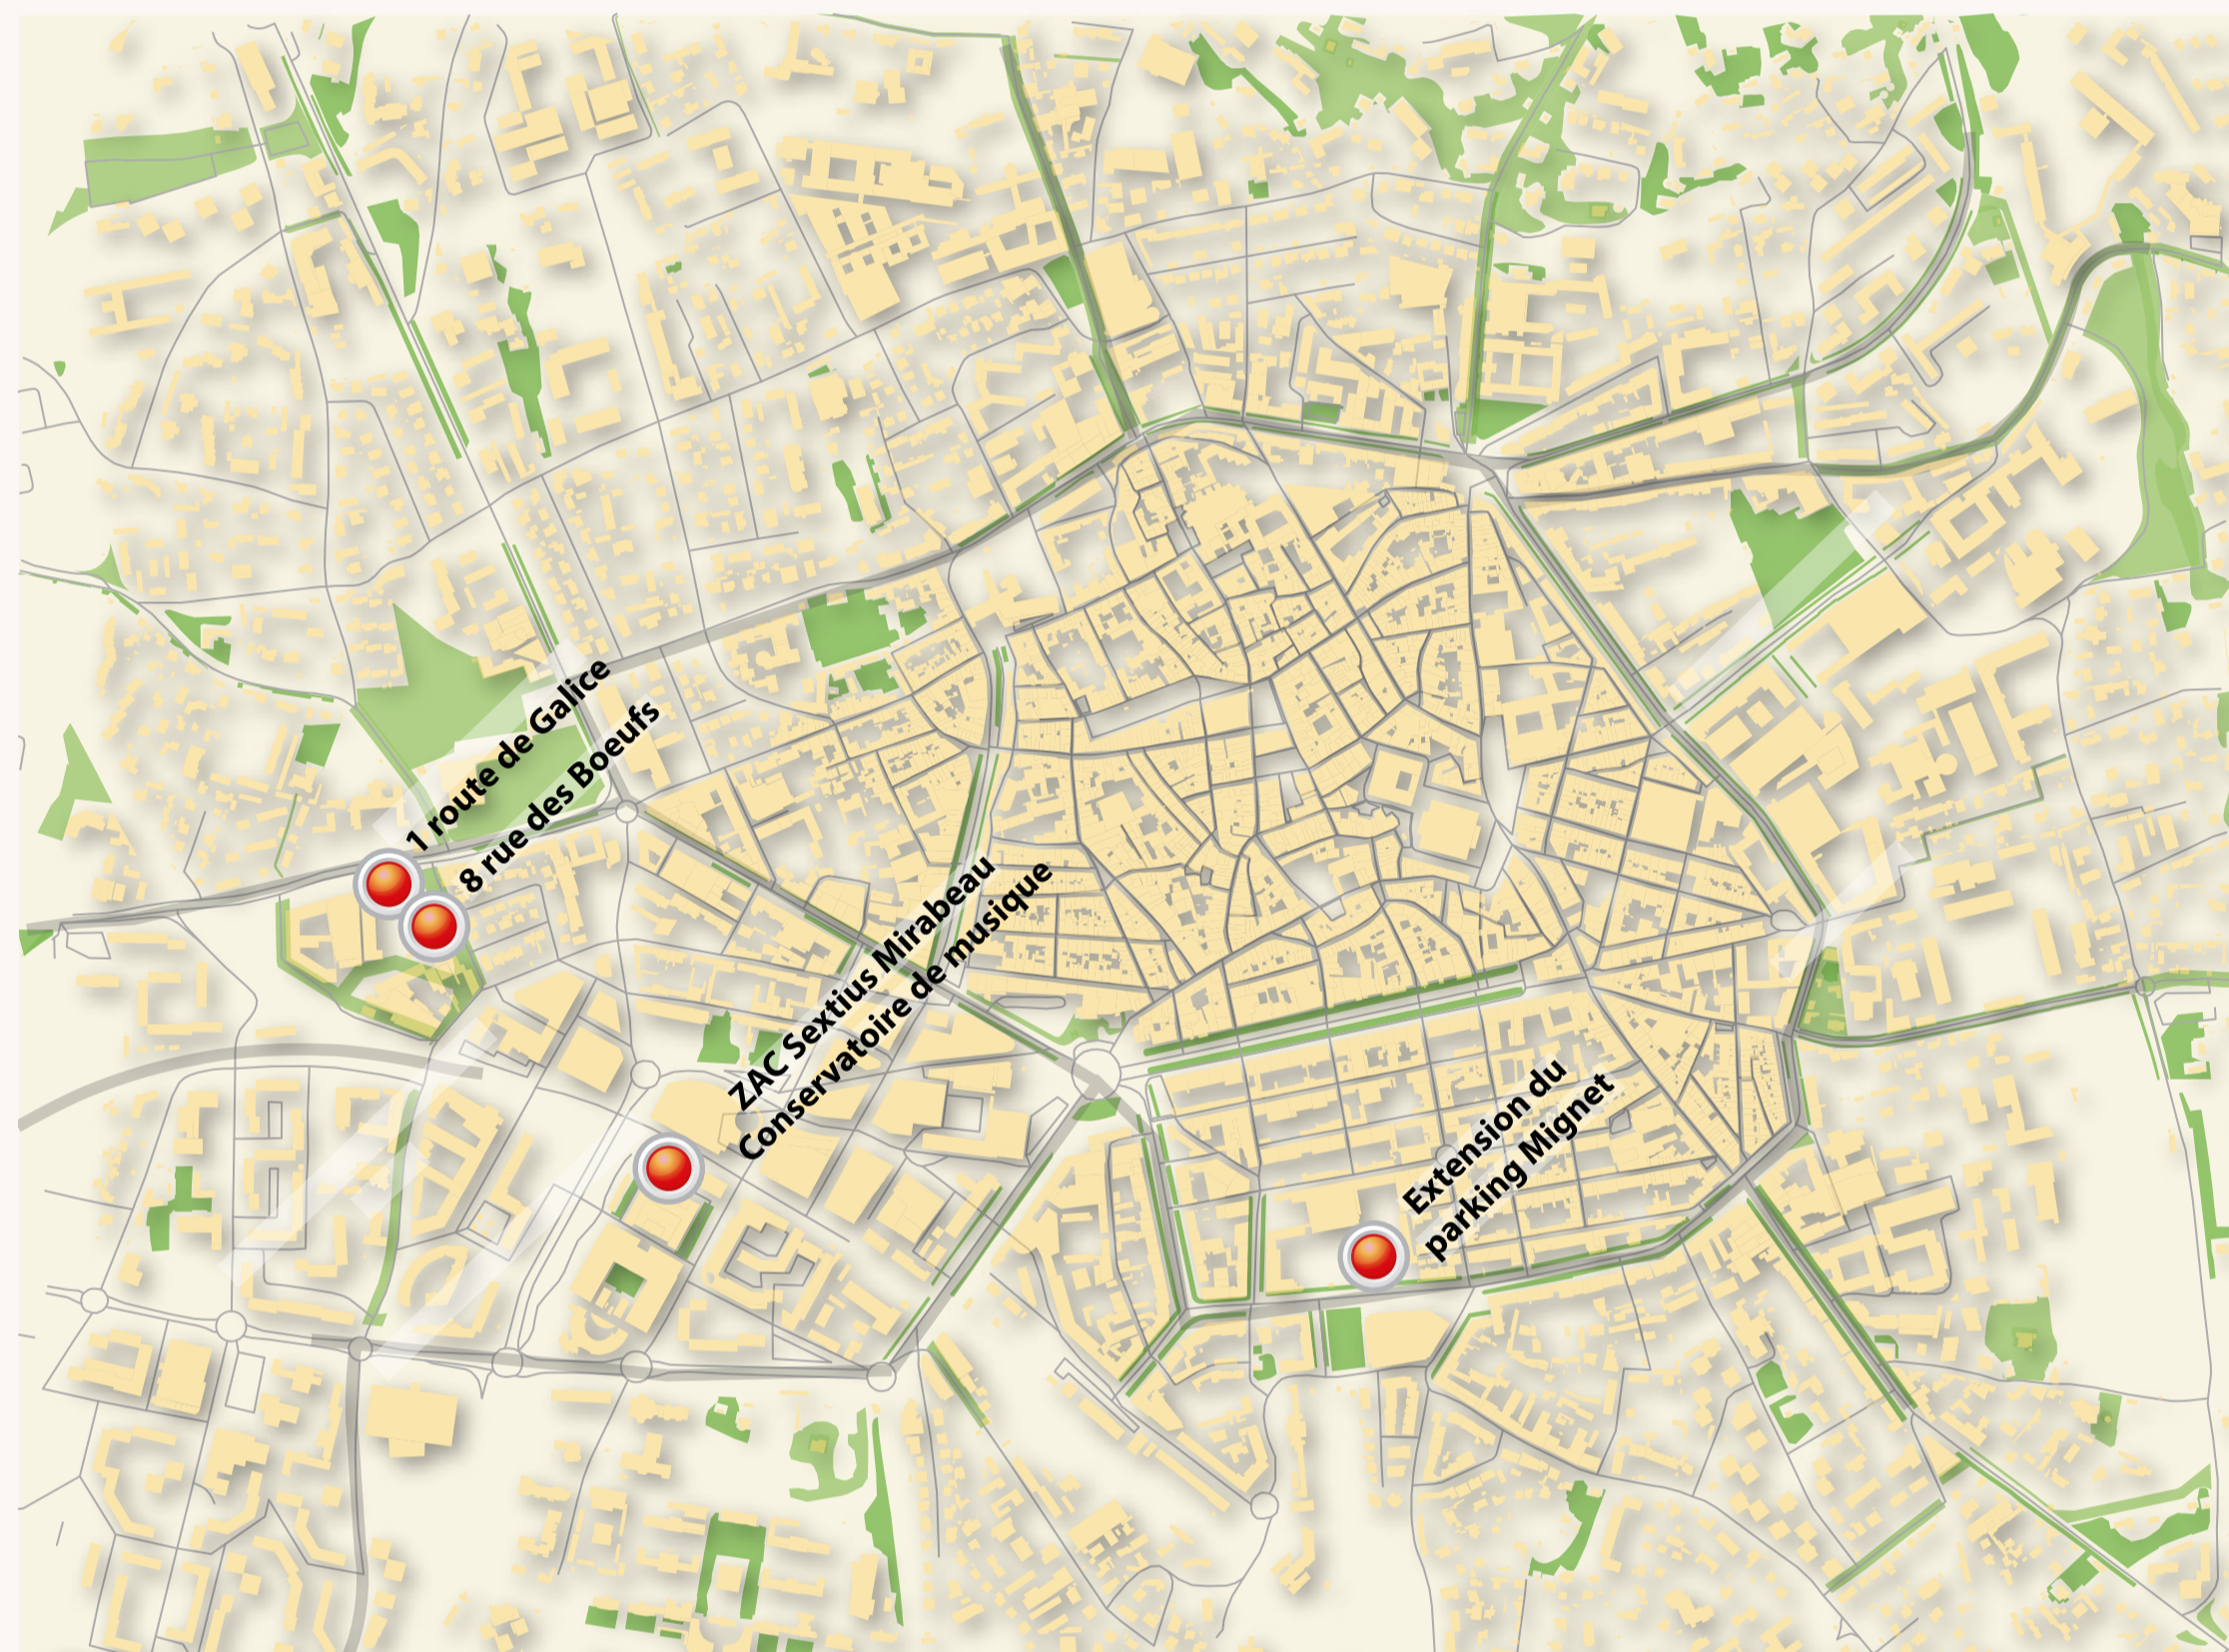 1 route de Galice
8 rue des Boeufs
ZAC Sextius Mirabeau
Conservatoire de musique
Extension du
parking Mignet